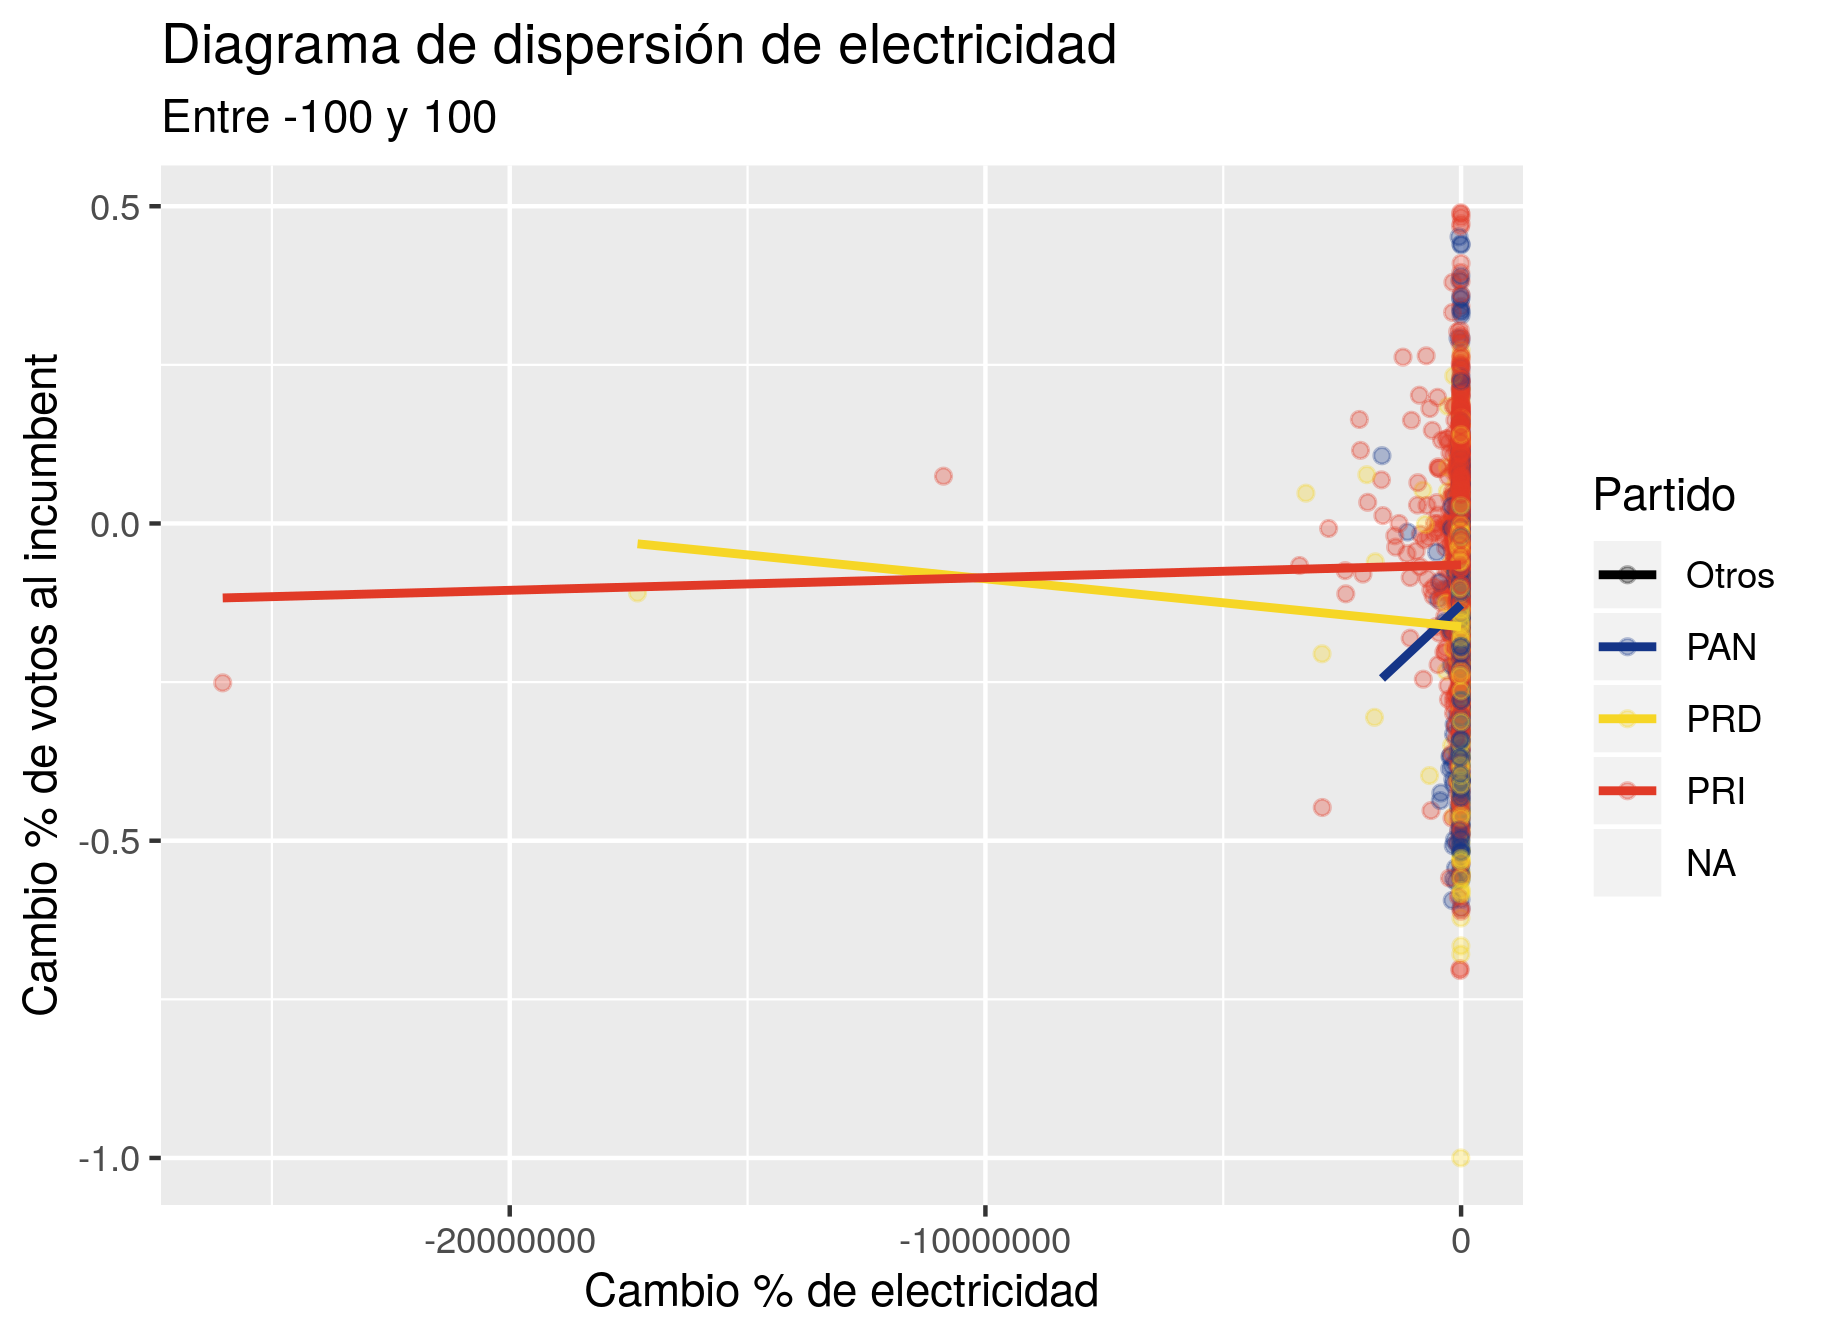 Diagrama de dispersión de electricidad
Entre -100 y 100
Cambio % de votos al incumbent
0.5
0.0
-0.5
-1.0
-20000000
-10000000
0
Cambio % de electricidad
Partido
Otros
PAN
PRD
PRI
NA